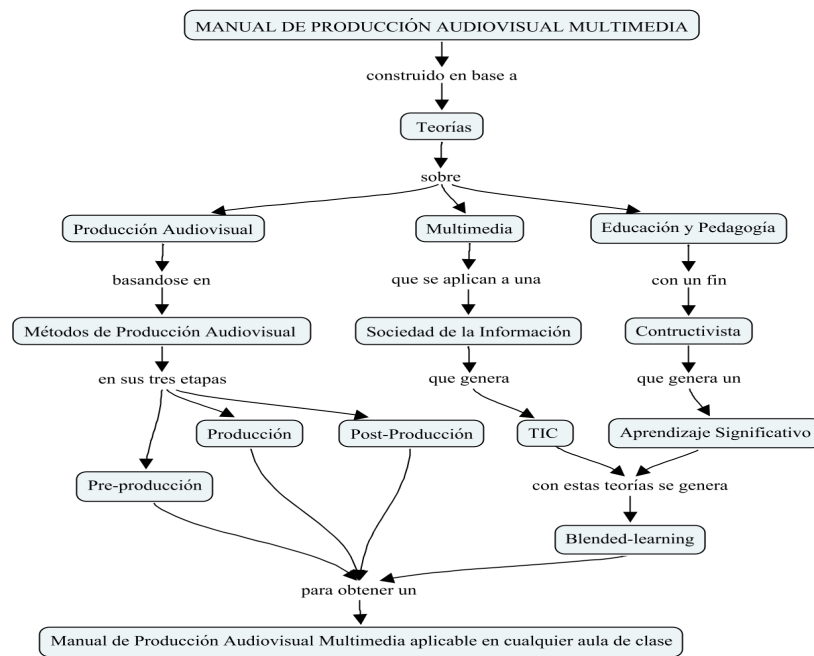 MANUAL DE PRODUCCIÓN AUDIOVISUAL MULTIMEDIA
construido en base a
Teorías
sobre
Producción Audiovisual
Multimedia
Educación y Pedagogía
basandose en
que se aplican a una
con un fin
Métodos de Producción Audiovisual
Sociedad de la Información
Contructivista
en sus tres etapas
que genera
que genera un
Producción
Post-Producción
TIC
Aprendizaje Significativo
Pre-producción
con estas teorías se genera
Blended-learning
para obtener un
Manual de Producción Audiovisual Multimedia aplicable en cualquier aula de clase